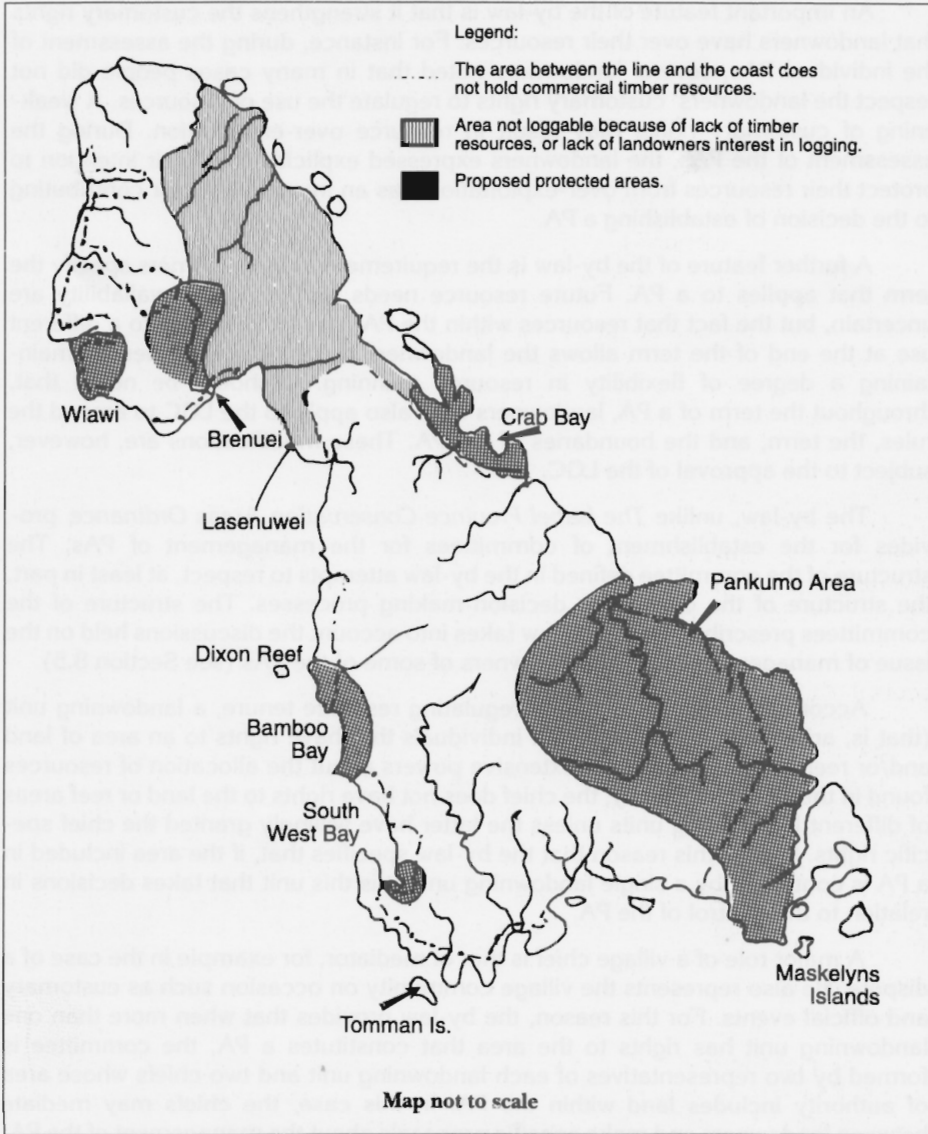 Legend:
The area between the line and the coast does
not hold commercial timber resources.
Area not loggable because of lack of timber
resources, or lack of landowners interest in logging.
Proposed protected areas.
Crab Bay
Wiawi
Brenuei
Lasenuwei
Pankumo Area
Dixon Reef
Bamboo
Bay
South
West Bay
Maskelyns
Islands
Tomman Is.
Map not to scale